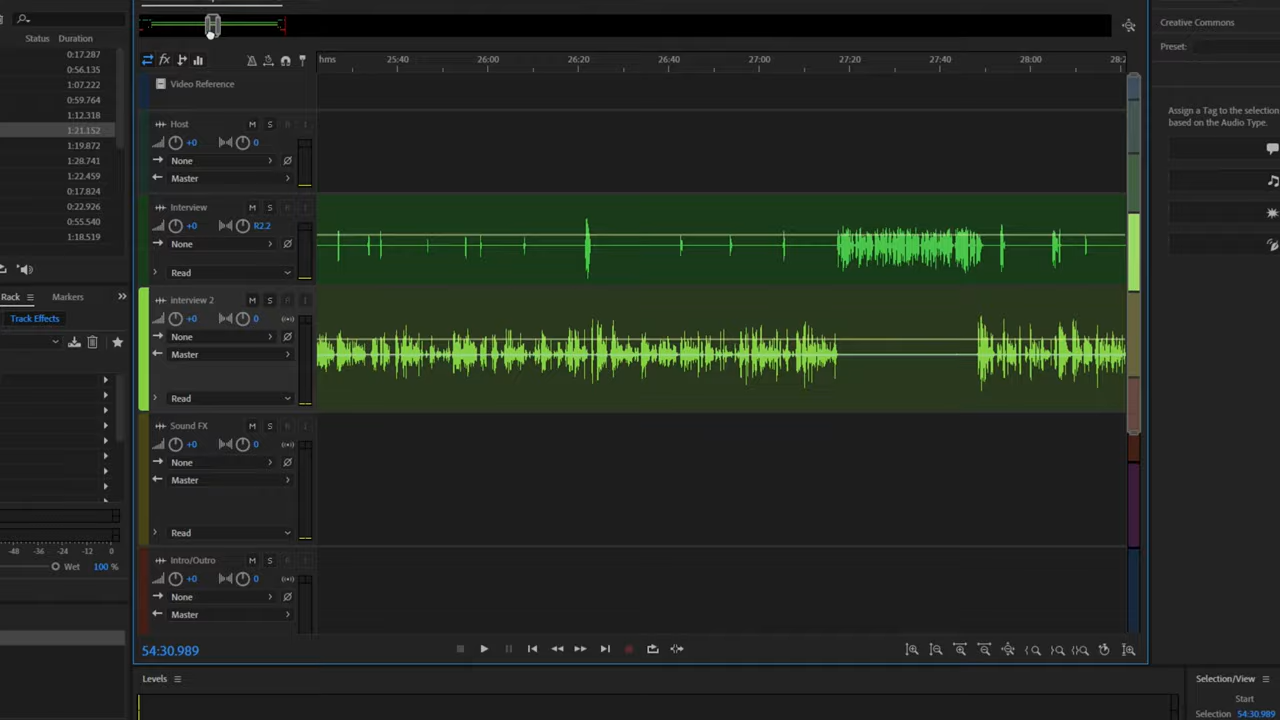 Status Duration
0:17.287
0:56.135
1:07.222
0:59.764
1:12.318
1:21.152
1:19.872
1:28.741
1:22.459
0:17.824
0:22.926
0:55.540
1:18.519
Rack Markers
Track Effects
-48 -36 -24 -12 0
Wet 100 %
fx
hms 25:40 26:00 26:20 26:40 27:00 27:20 27:40 28:00 28:2
Video Reference
Host M S R I
+0 0
None
Master
Interview M S R I
+0 R2.2
None
Read
interview 2 M S R I
+0 0
None
Master
Read
Sound FX M S R I
+0 0
None
Master
Read
Intro/Outro M S R I
+0 0
None
Master
54:30.989
Levels
Creative Commons
Preset:
Assign a Tag to the selection
based on the Audio Type.
Selection/View
Start
Selection 54:30.989